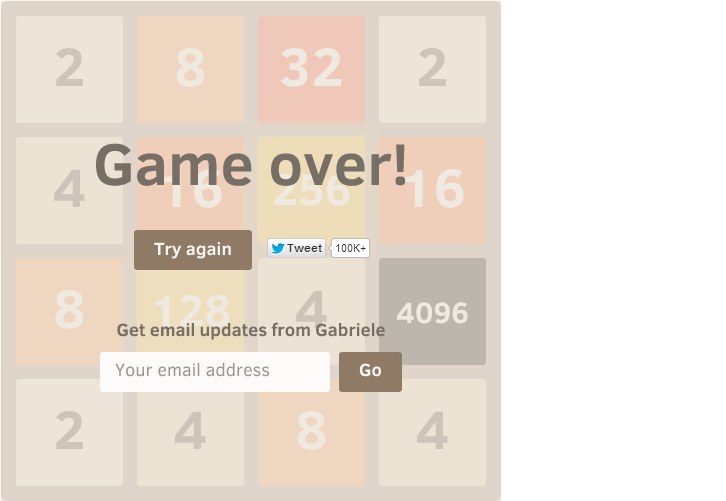 2 8 32 2
Game over!
4 16 256 16
Try again Tweet 100K+
8 128 4 4096
Get email updates from Gabriele
Your email address Go
2 4 8 4